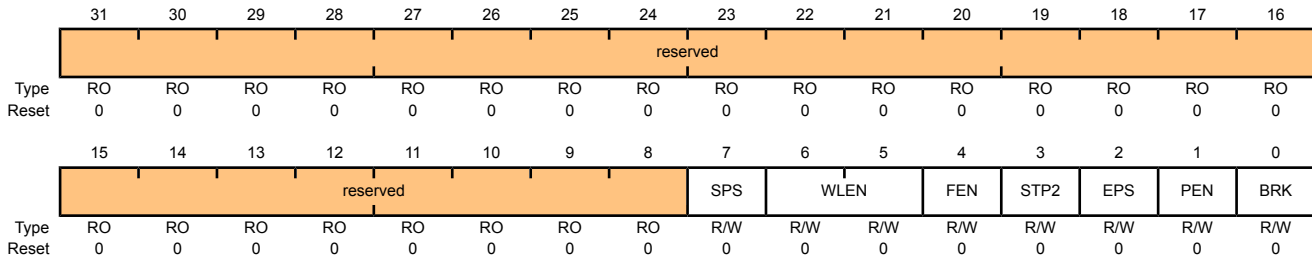 31 30 29 28 27 26 25 24 23 22 21 20 19 18 17 16
reserved
Type RO RO RO RO RO RO RO RO RO RO RO RO RO RO RO RO
Reset 0 0 0 0 0 0 0 0 0 0 0 0 0 0 0 0
15 14 13 12 11 10 9 8 7 6 5 4 3 2 1 0
reserved SPS WLEN FEN STP2 EPS PEN BRK
Type RO RO RO RO RO RO RO RO R/W R/W R/W R/W R/W R/W R/W R/W
Reset 0 0 0 0 0 0 0 0 0 0 0 0 0 0 0 0